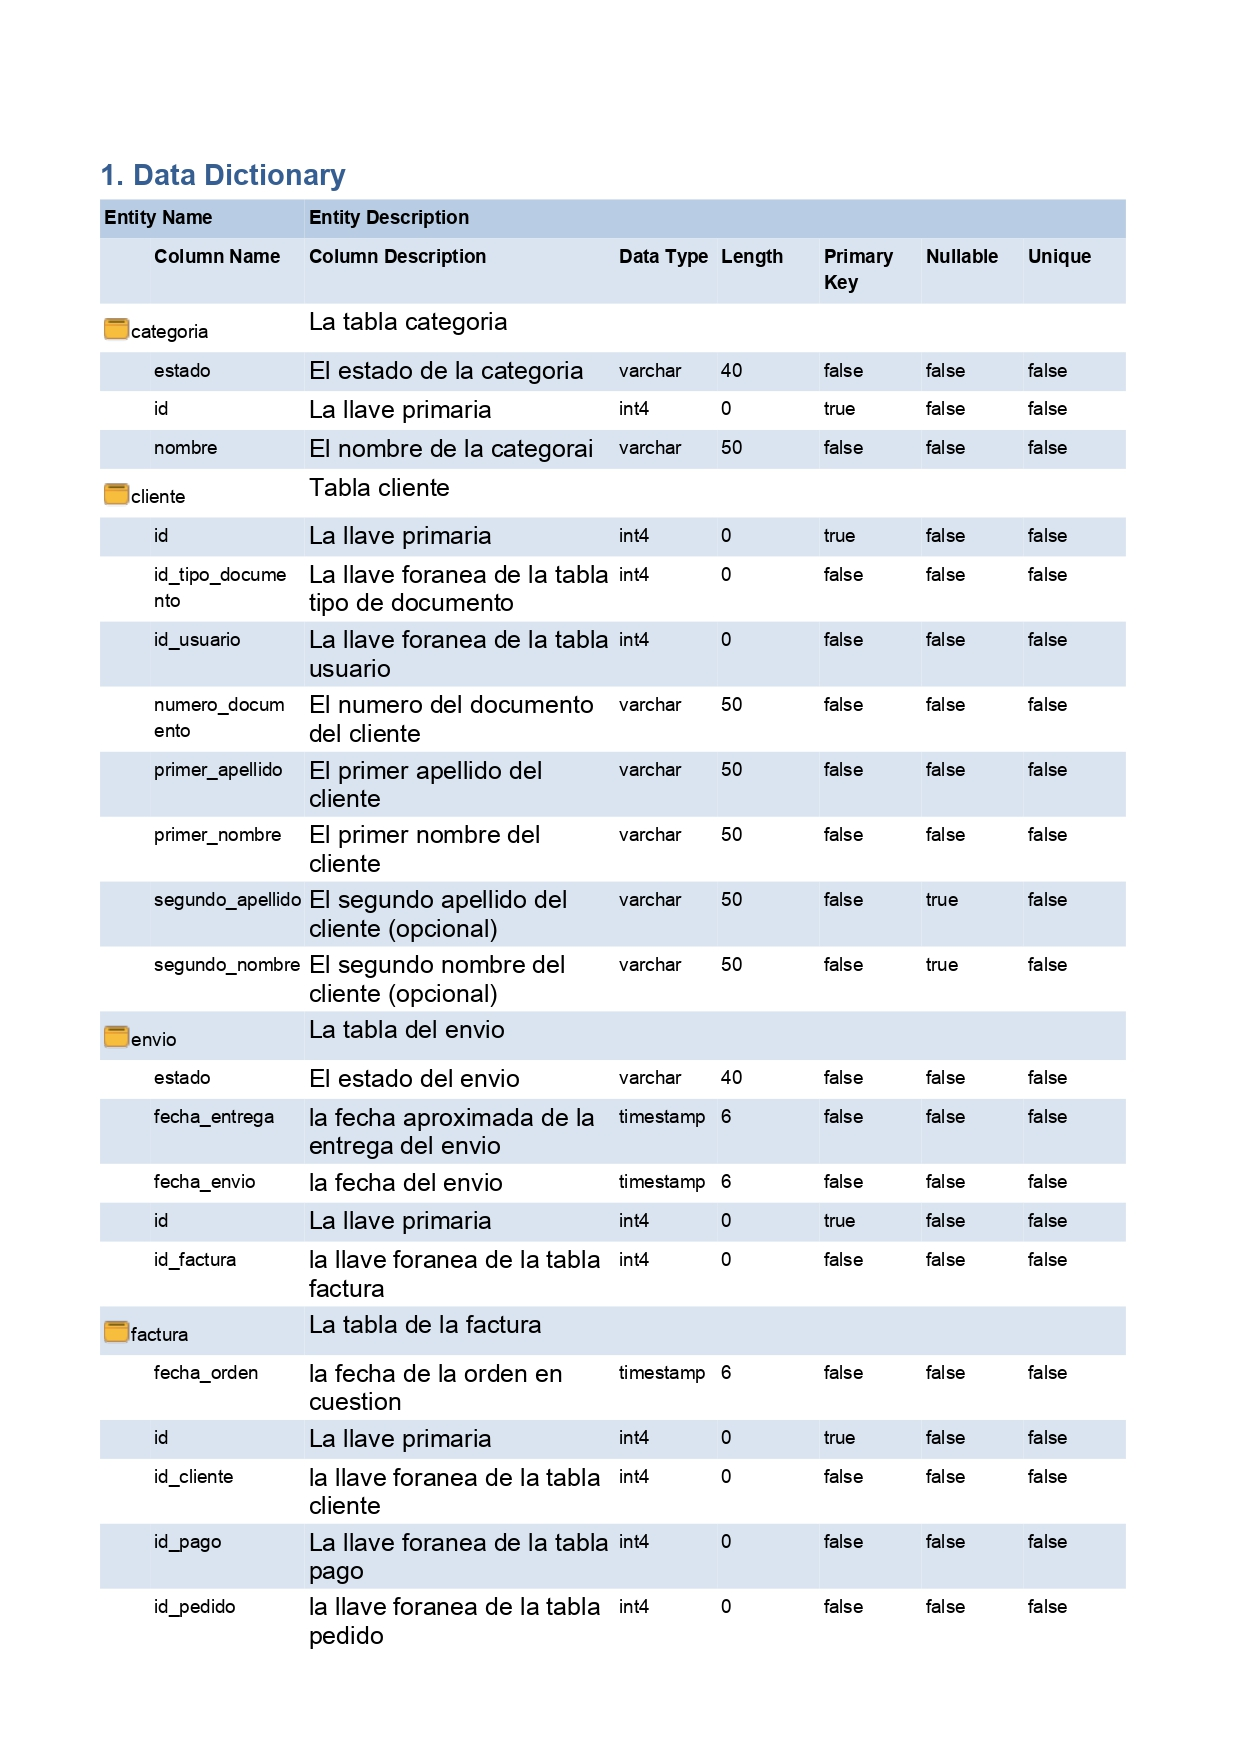 1. Data Dictionary
Entity Name Entity Description
Column Name Column Description Data Type Length Primary Nullable Unique
Key
categoria La tabla categoria
estado El estado de la categoria varchar 40 false false false
id La llave primaria int4 0 true false false
nombre El nombre de la categorai varchar 50 false false false
cliente Tabla cliente
id La llave primaria int4 0 true false false
id_tipo_docume La llave foranea de la tabla int4 0 false false false
nto tipo de documento
id_usuario La llave foranea de la tabla int4 0 false false false
usuario
numero_docum El numero del documento varchar 50 false false false
ento del cliente
primer_apellido El primer apellido del varchar 50 false false false
cliente
primer_nombre El primer nombre del varchar 50 false false false
cliente
segundo_apellido El segundo apellido del varchar 50 false true false
cliente (opcional)
segundo_nombre El segundo nombre del varchar 50 false true false
cliente (opcional)
envio La tabla del envio
estado El estado del envio varchar 40 false false false
fecha_entrega la fecha aproximada de la timestamp 6 false false false
entrega del envio
fecha_envio la fecha del envio timestamp 6 false false false
id La llave primaria int4 0 true false false
id_factura la llave foranea de la tabla int4 0 false false false
factura
factura La tabla de la factura
fecha_orden la fecha de la orden en timestamp 6 false false false
cuestion
id La llave primaria int4 0 true false false
id_cliente la llave foranea de la tabla int4 0 false false false
cliente
id_pago La llave foranea de la tabla int4 0 false false false
pago
id_pedido la llave foranea de la tabla int4 0 false false false
pedido